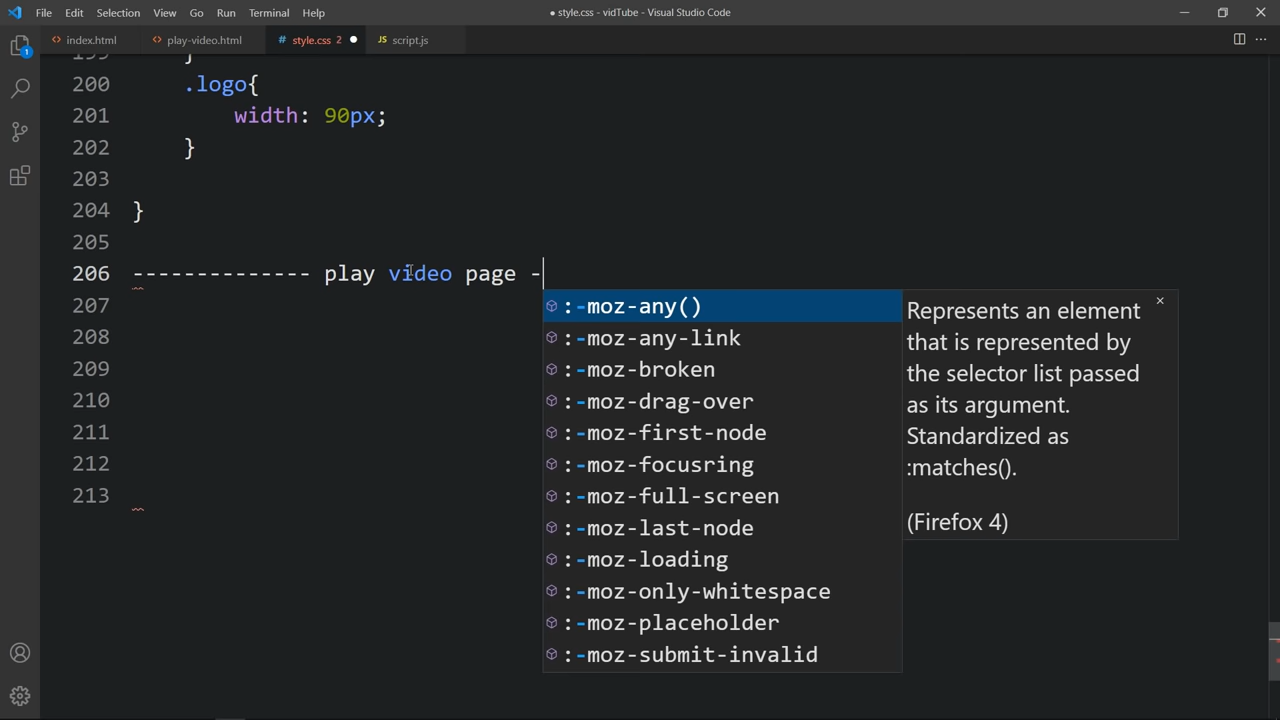 File Edit Selection View Go Run Terminal Help
● style.css - vidTube - Visual Studio Code
index.html play-video.html style.css 2 script.js
1
199 }
200 .logo{
201 width: 90px;
202 }
203
204 }
205
206 -------------- play video page -
207
208
209
210
211
212
213
:-moz-any()
:-moz-any-link
:-moz-broken
:-moz-drag-over
:-moz-first-node
:-moz-focusring
:-moz-full-screen
:-moz-last-node
:-moz-loading
:-moz-only-whitespace
:-moz-placeholder
:-moz-submit-invalid
Represents an element
that is represented by
the selector list passed
as its argument.
Standardized as
:matches().
(Firefox 4)